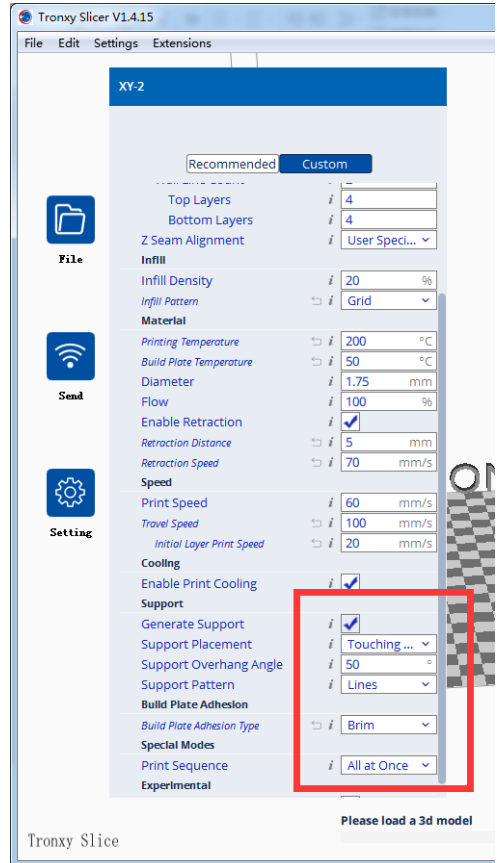 Tronxy Slicer V1.4.15
File Edit Settings Extensions
XY-2
Recommended Custom
Top Layers i 4
Bottom Layers i 4
Z Seam Alignment i User Speci...
Infill
Infill Density i 20 %
Infill Pattern i Grid
Material
Printing Temperature i 200 °C
Build Plate Temperature i 50 °C
Diameter i 1.75 mm
Flow i 100 %
Enable Retraction i
Retraction Distance i 5 mm
Retraction Speed i 70 mm/s
Speed
Print Speed i 60 mm/s
Travel Speed i 100 mm/s
Initial Layer Print Speed i 20 mm/s
Cooling
Enable Print Cooling i
Support
Generate Support i
Support Placement i Touching ...
Support Overhang Angle i 50 °
Support Pattern i Lines
Build Plate Adhesion
Build Plate Adhesion Type i Brim
Special Modes
Print Sequence i All at Once
Experimental
File
Send
Setting
ON
Please load a 3d model
Tronxy Slice